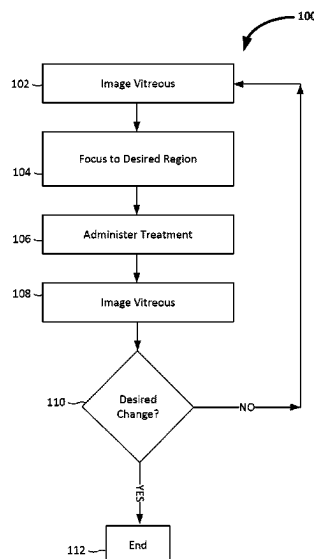 100
102
Image Vitreous
104
Focus to Desired Region
106
Administer Treatment
108
Image Vitreous
110
Desired
Change?
NO
YES
112
End